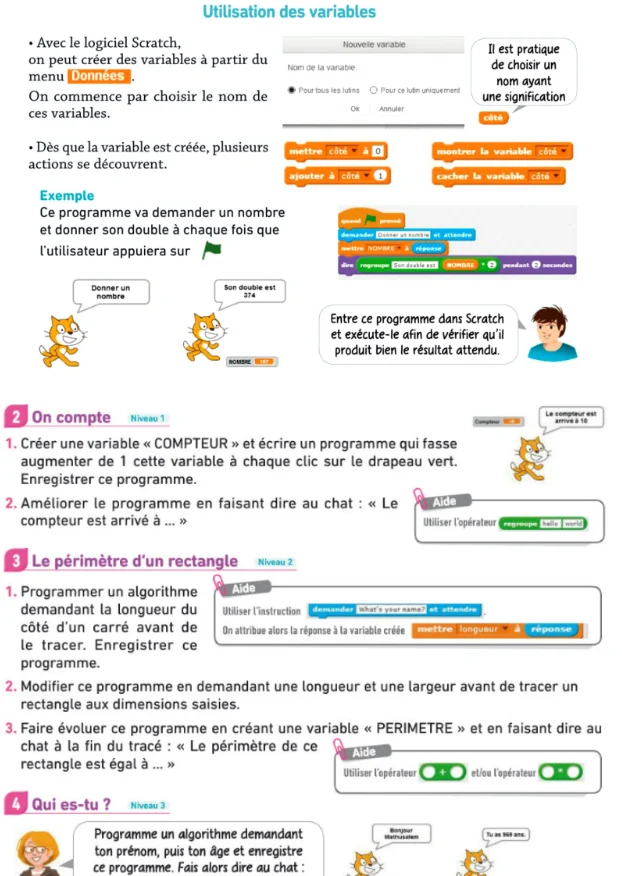 Utilisation des variables
• Avec le logiciel Scratch,
on peut créer des variables à partir du
menu Données .
On commence par choisir le nom de
ces variables.
Nouvelle variable
Nom de la variable:
Pour tous les lutins Pour ce lutin uniquement
Ok Annuler
Il est pratique
de choisir un
nom ayant
une signification
côté
• Dès que la variable est créée, plusieurs
actions se découvrent.
mettre côté à 0
montrer la variable côté
ajouter à côté 1
cacher la variable côté
Exemple
Ce programme va demander un nombre
et donner son double à chaque fois que
l'utilisateur appuiera sur
quand pressé
demander Donner un nombre et attendre
mettre NOMBRE à réponse
dire regroupe Son double est NOMBRE * 2 pendant 2 secondes
Donner un
nombre
Son double est
374
NOMBRE 187
Entre ce programme dans Scratch
et exécute-le afin de vérifier qu'il
produit bien le résultat attendu.
2 On compte Niveau 1
1. Créer une variable « COMPTEUR » et écrire un programme qui fasse
augmenter de 1 cette variable à chaque clic sur le drapeau vert.
Enregistrer ce programme.
Compteur 10
Le compteur est
arrivé à 10
2. Améliorer le programme en faisant dire au chat : « Le
compteur est arrivé à ... »
Aide
Utiliser l'opérateur regroupe hello world
3 Le périmètre d'un rectangle Niveau 2
1. Programmer un algorithme
demandant la longueur du
côté d'un carré avant de
le tracer. Enregistrer ce
programme.
Aide
Utiliser l'instruction demander What's your name? et attendre .
On attribue alors la réponse à la variable créée mettre longueur à réponse
2. Modifier ce programme en demandant une longueur et une largeur avant de tracer un
rectangle aux dimensions saisies.
3. Faire évoluer ce programme en créant une variable « PERIMETRE » et en faisant dire au
chat à la fin du tracé : « Le périmètre de ce
rectangle est égal à ... »
Aide
Utiliser l'opérateur + et/ou l'opérateur *
4 Qui es-tu ? Niveau 3
Programme un algorithme demandant
ton prénom, puis ton âge et enregistre
ce programme. Fais alors dire au chat :
Bonjour
Mathusalem
Tu as 969 ans.